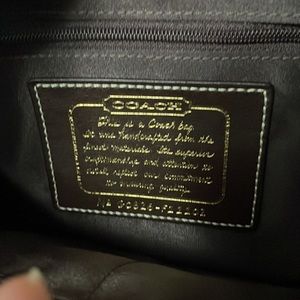 COACH
This is a Coach bag.
It was handcrafted from the
finest materials. Its superior
craftsmanship and attention to
detail, reflect our commitment
to enduring quality.